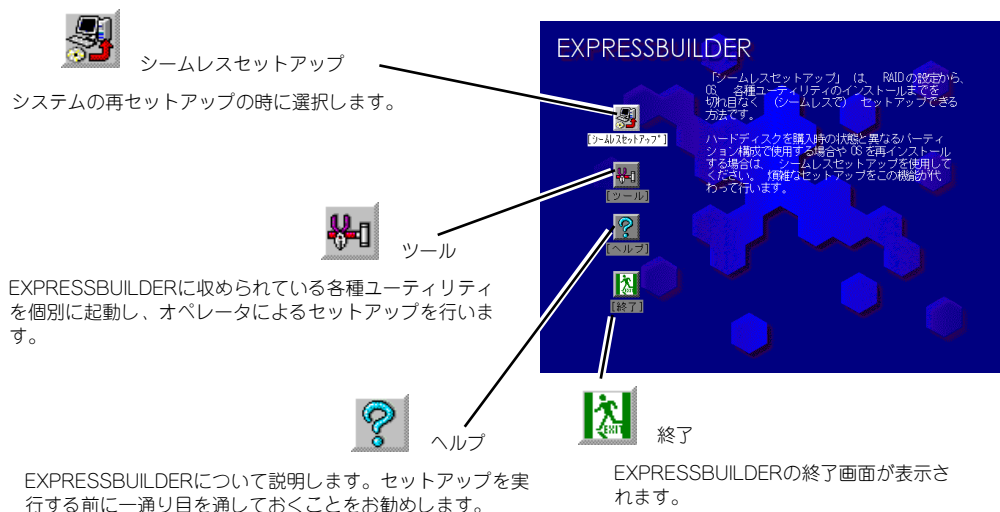 シームレスセットアップ
システムの再セットアップの時に選択します。
ツール
EXPRESSBUILDERに収められている各種ユーティリティ
を個別に起動し、オペレータによるセットアップを行いま
す。
ヘルプ
EXPRESSBUILDERについて説明します。セットアップを実
行する前に一通り目を通しておくことをお勧めします。
EXPRESSBUILDER
「シームレスセットアップ」 は、 RAIDの設定から、
OS 各種ユーティリティのインストールまでを
切れ目なく (シームレスで) セットアップできる
方法です。
ハードディスクを購入時の状態と異なるパーティ
ション構成で使用する場合や OS を再インストール
する場合は、 シームレスセットアップを使用して
ください。 煩雑なセットアップをこの機能が代
わって行います。
[シームレスセットアップ]
[ツール]
[ヘルプ]
[終了]
EXIT
終了
EXPRESSBUILDERの終了画面が表示さ
れます。